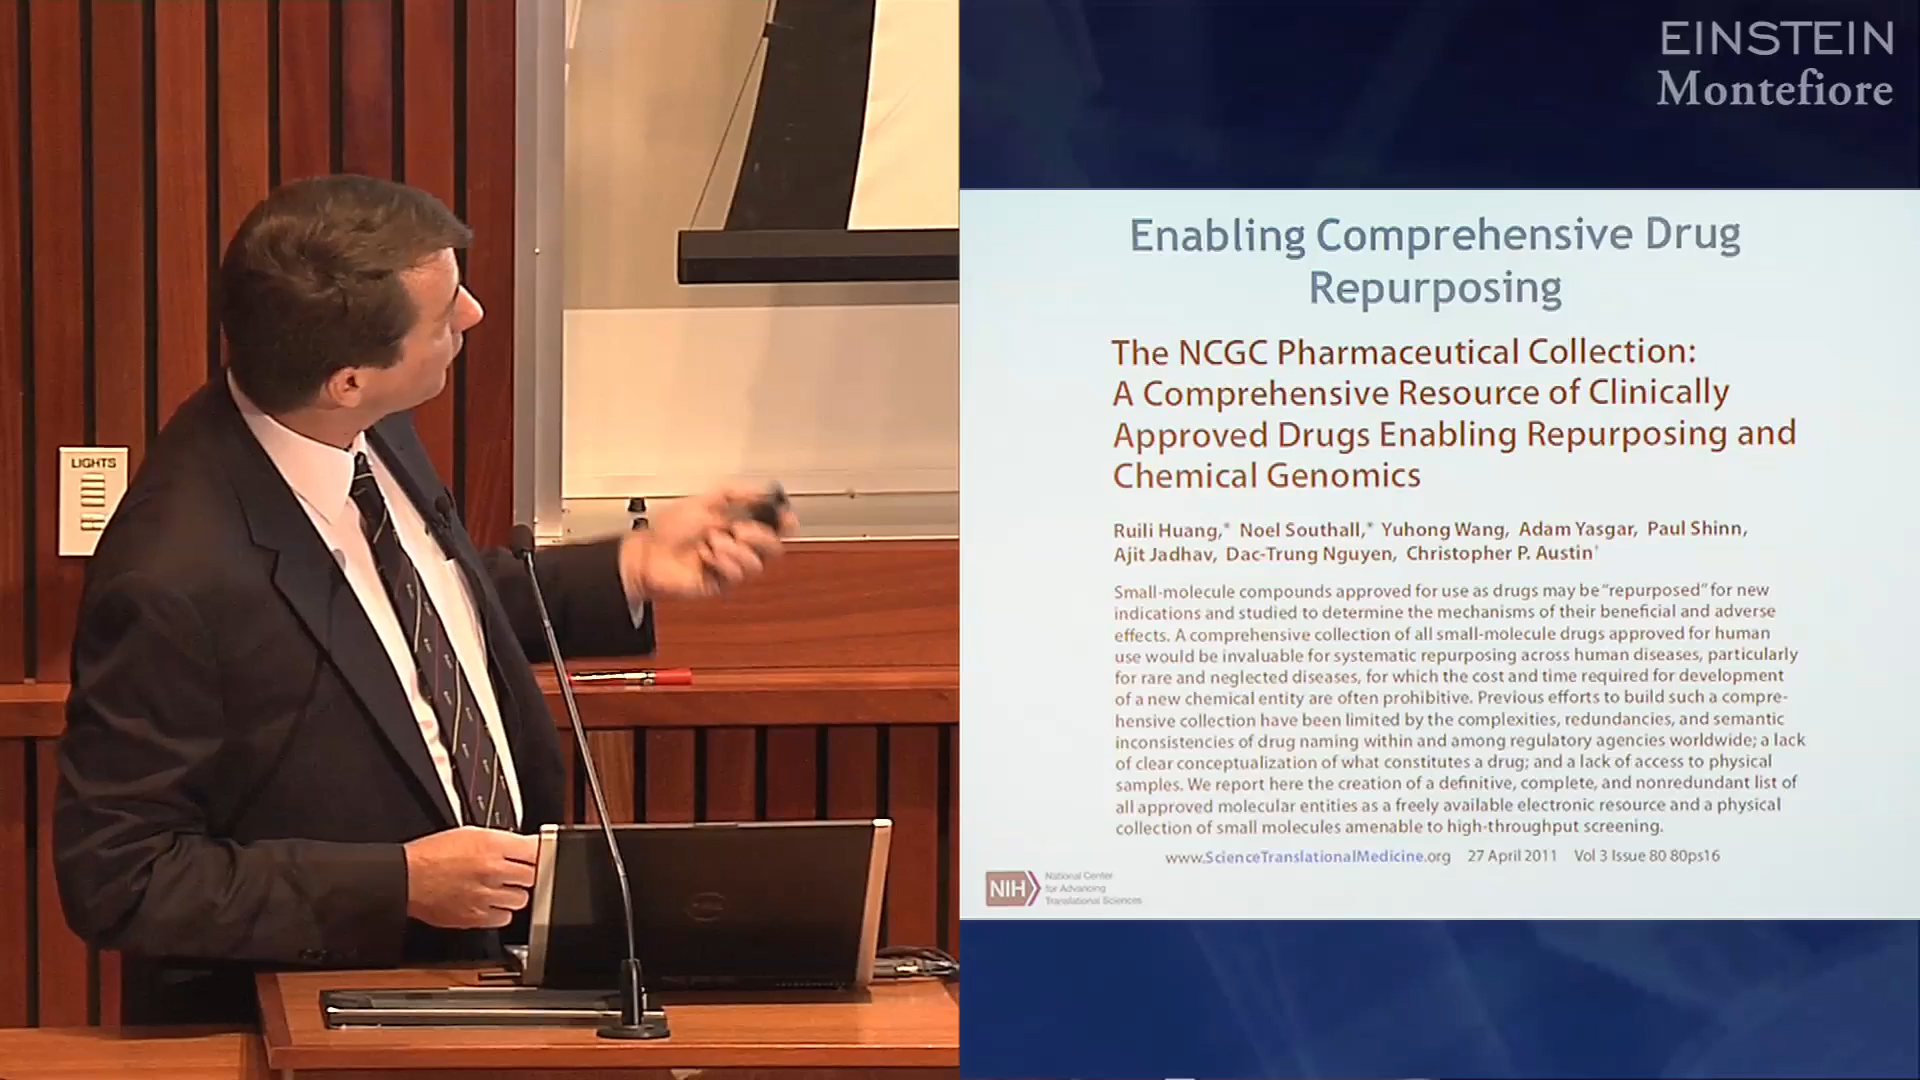 EINSTEIN
Montefiore
LIGHTS
Enabling Comprehensive Drug
Repurposing
The NCGC Pharmaceutical Collection:
A Comprehensive Resource of Clinically
Approved Drugs Enabling Repurposing and
Chemical Genomics
Ruili Huang,* Noel Southall,* Yuhong Wang, Adam Yasgar, Paul Shinn,
Ajit Jadhav, Dac-Trung Nguyen, Christopher P. Austin†
Small-molecule compounds approved for use as drugs may be “repurposed” for new
indications and studied to determine the mechanisms of their beneficial and adverse
effects. A comprehensive collection of all small-molecule drugs approved for human
use would be invaluable for systematic repurposing across human diseases, particularly
for rare and neglected diseases, for which the cost and time required for development
of a new chemical entity are often prohibitive. Previous efforts to build such a compre-
hensive collection have been limited by the complexities, redundancies, and semantic
inconsistencies of drug naming within and among regulatory agencies worldwide; a lack
of clear conceptualization of what constitutes a drug; and a lack of access to physical
samples. We report here the creation of a definitive, complete, and nonredundant list of
all approved molecular entities as a freely available electronic resource and a physical
collection of small molecules amenable to high-throughput screening.
www.ScienceTranslationalMedicine.org 27 April 2011 Vol 3 Issue 80 80ps16
NIH
National Center
for Advancing
Translational Sciences
DELL